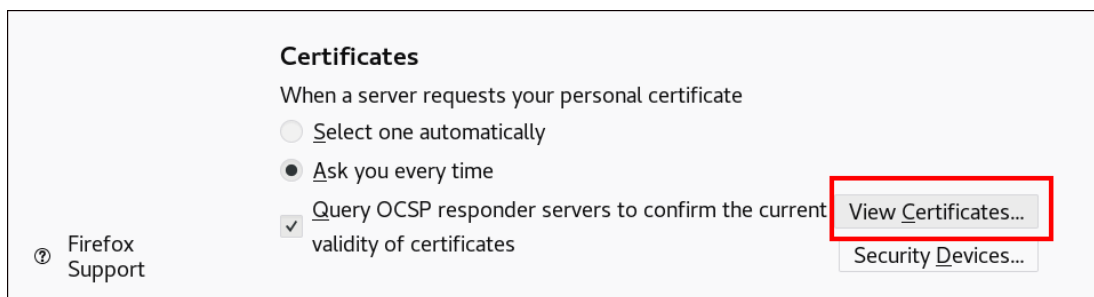 Certificates
When a server requests your personal certificate
Select one automatically
Ask you every time
Query OCSP responder servers to confirm the current
validity of certificates
View Certificates...
Security Devices...
Firefox
Support